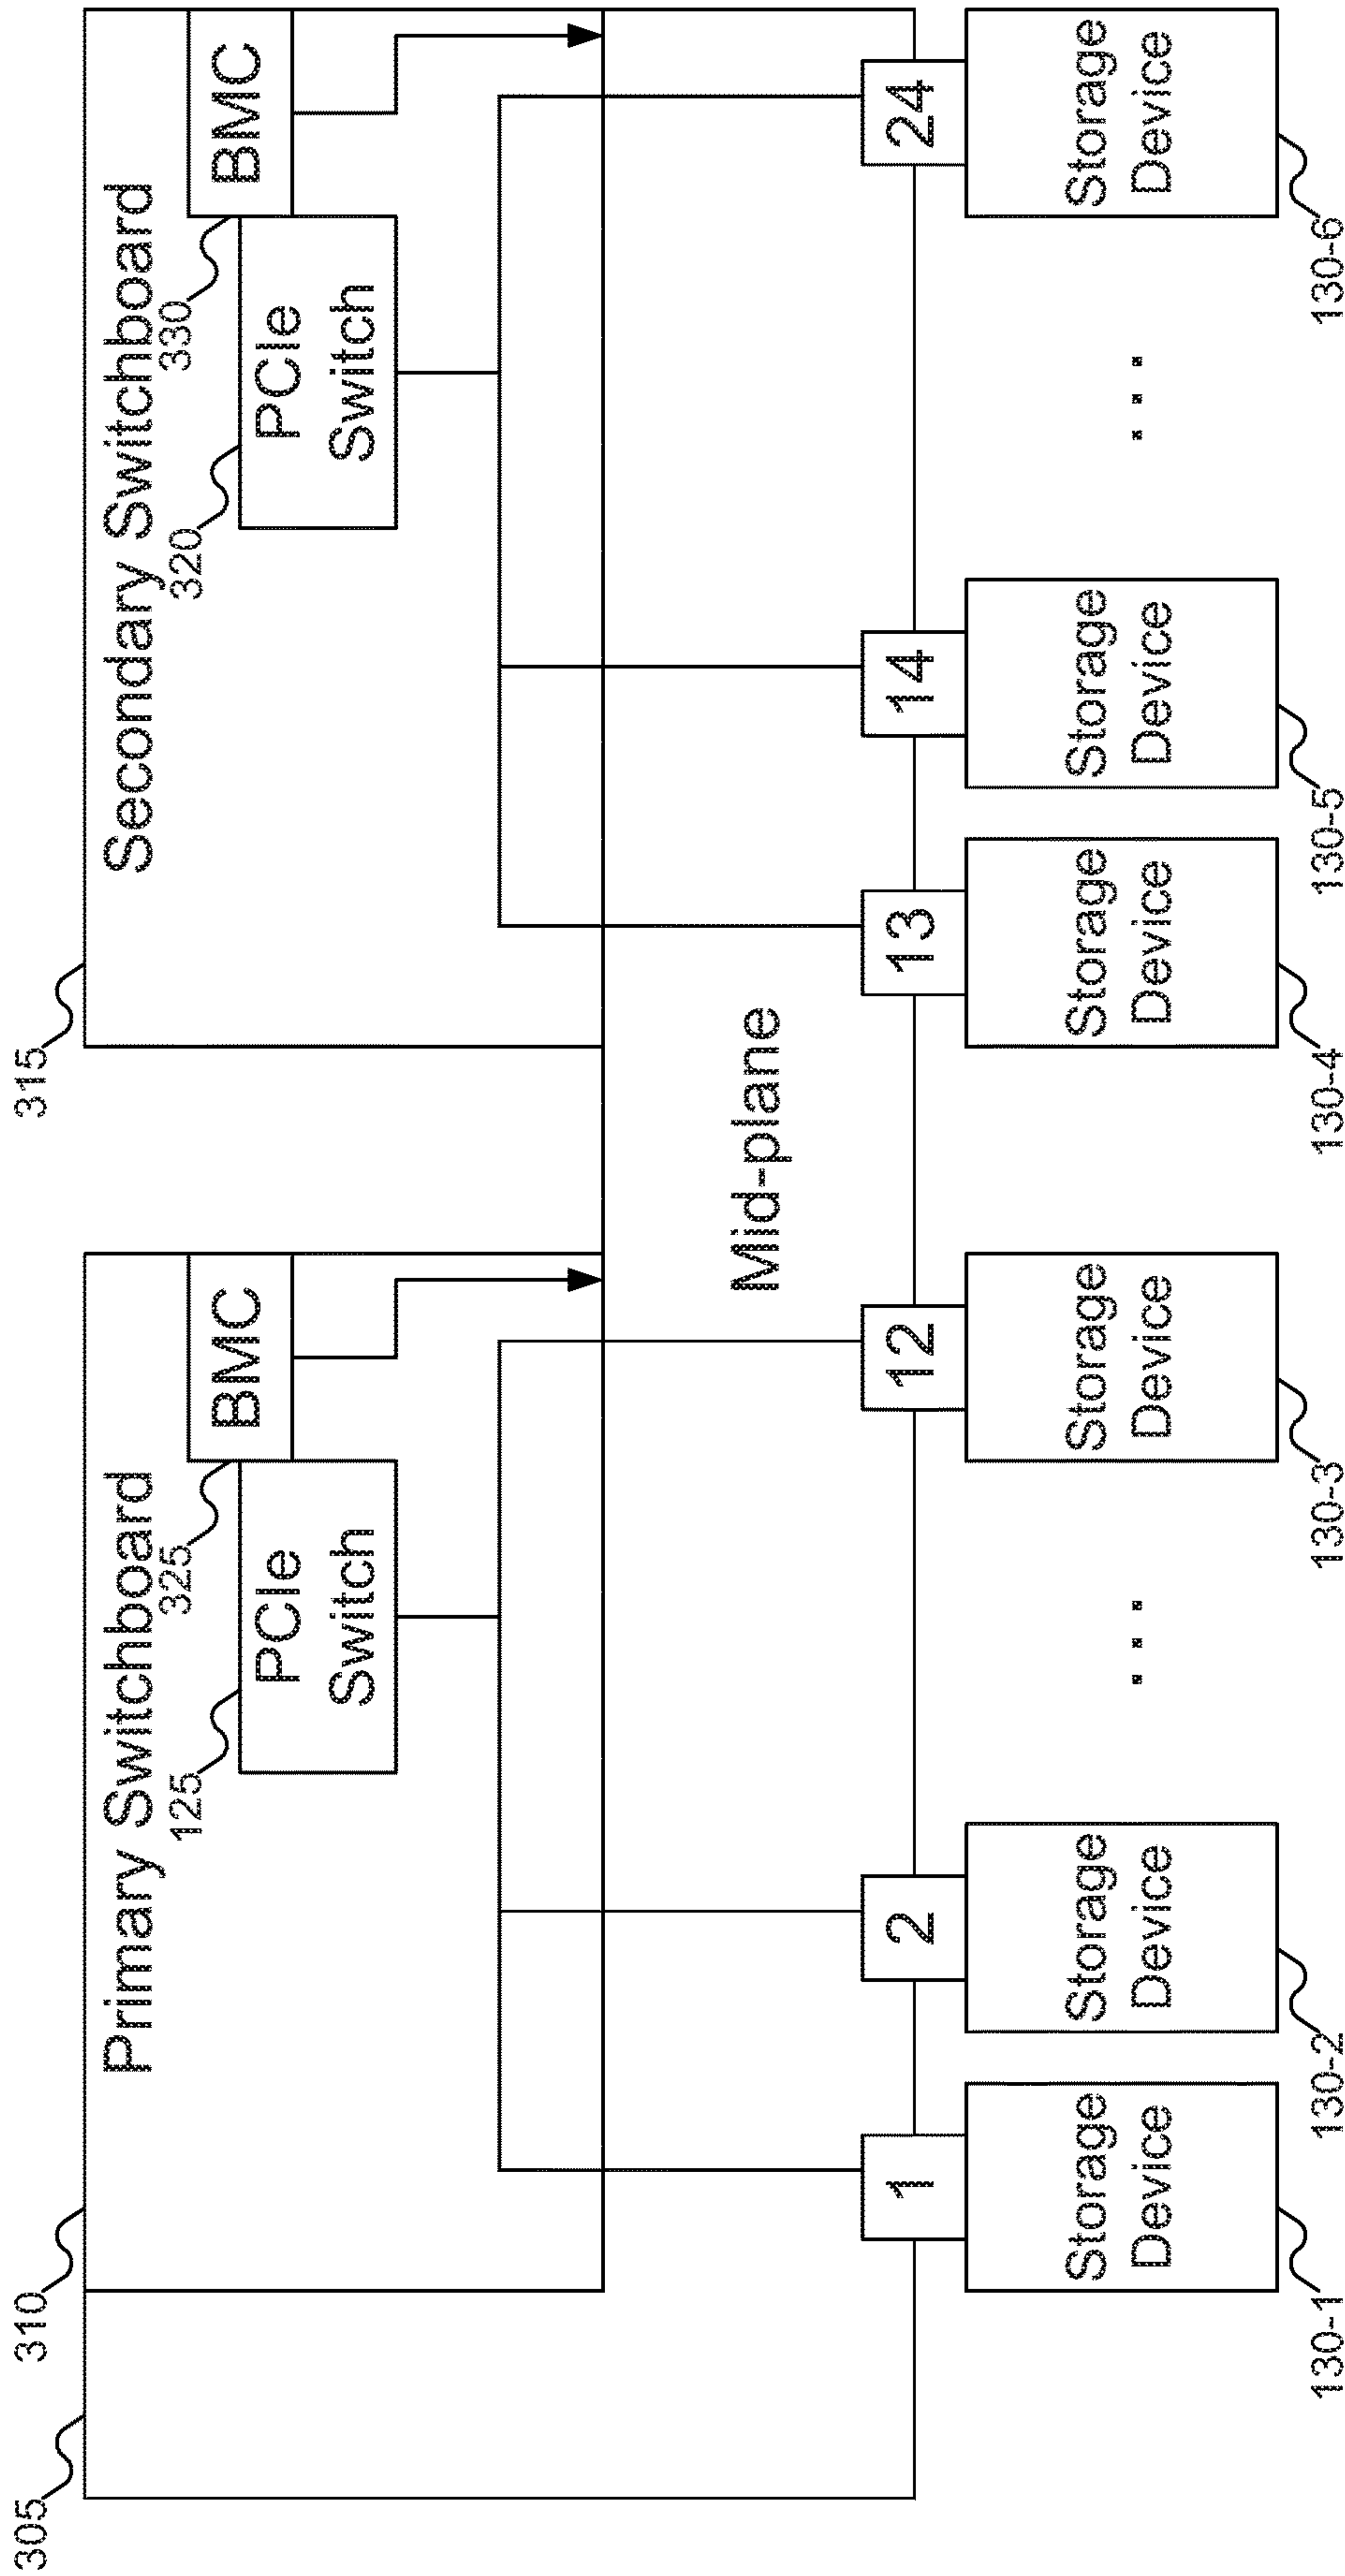 305
310
315
Primary Switchboard
Secondary Switchboard
125
325
320
330
PCIe
Switch
BMC
PCIe
Switch
BMC
Mid-plane
1
2
12
13
14
24
Storage
Device
Storage
Device
...
Storage
Device
Storage
Device
Storage
Device
...
Storage
Device
130-1
130-2
130-3
130-4
130-5
130-6